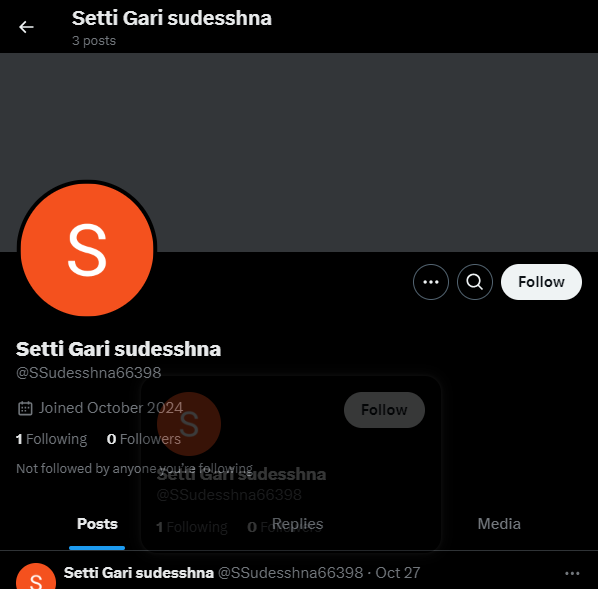 Setti Gari sudesshna
3 posts
S
Follow
Setti Gari sudesshna
@SSudesshna66398
Joined October 2024
1 Following 0 Followers
Not followed by anyone you're following
S
Follow
Setti Gari sudesshna
@SSudesshna66398
1 Following 0 Followers
Posts Replies Media
S
Setti Gari sudesshna @SSudesshna66398 · Oct 27